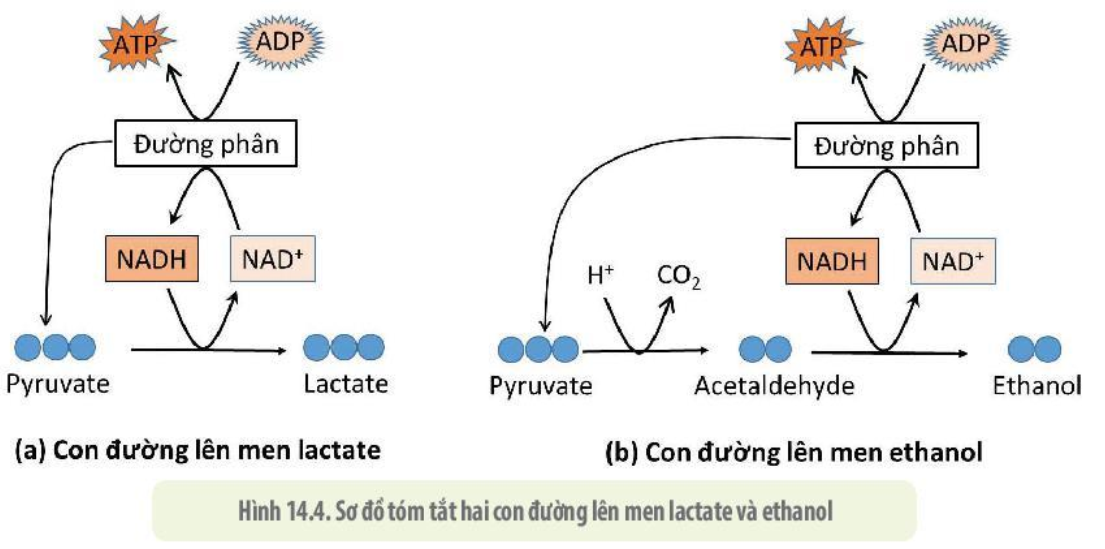 ATP ADP
Đường phân
NADH NAD⁺
Pyruvate Lactate
(a) Con đường lên men lactate
ATP ADP
Đường phân
NADH NAD⁺
H⁺ CO₂
Pyruvate Acetaldehyde Ethanol
(b) Con đường lên men ethanol
Hình 14.4. Sơ đồ tóm tắt hai con đường lên men lactate và ethanol